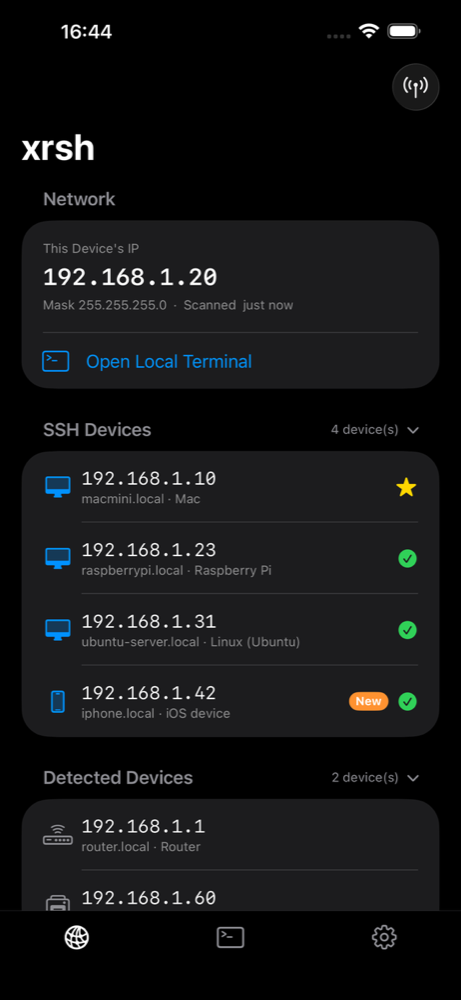 16:44
xrsh
Network
This Device's IP
192.168.1.20
Mask 255.255.255.0 · Scanned just now
>_ Open Local Terminal
SSH Devices 4 device(s)
192.168.1.10
macmini.local · Mac
192.168.1.23
raspberrypi.local · Raspberry Pi
192.168.1.31
ubuntu-server.local · Linux (Ubuntu)
192.168.1.42
New
iphone.local · iOS device
Detected Devices 2 device(s)
192.168.1.1
router.local · Router
192.168.1.60
>_